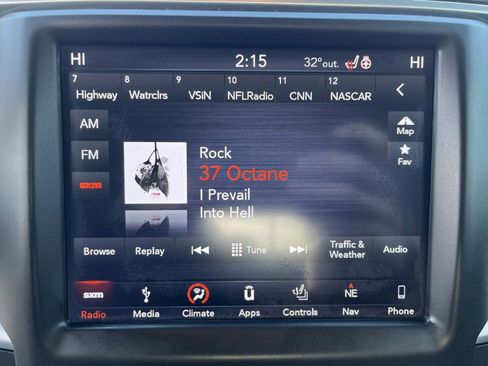 HI 2:15 32°out. HI
7 8 9 10 11 12
Highway Watrclrs VSiN NFLRadio CNN NASCAR
AM
Map
FM
Fav
sxm
Rock
37 Octane
I Prevail
Into Hell
Browse Replay Tune Traffic & Weather Audio
sxm NE
Radio Media Climate Apps Controls Nav Phone